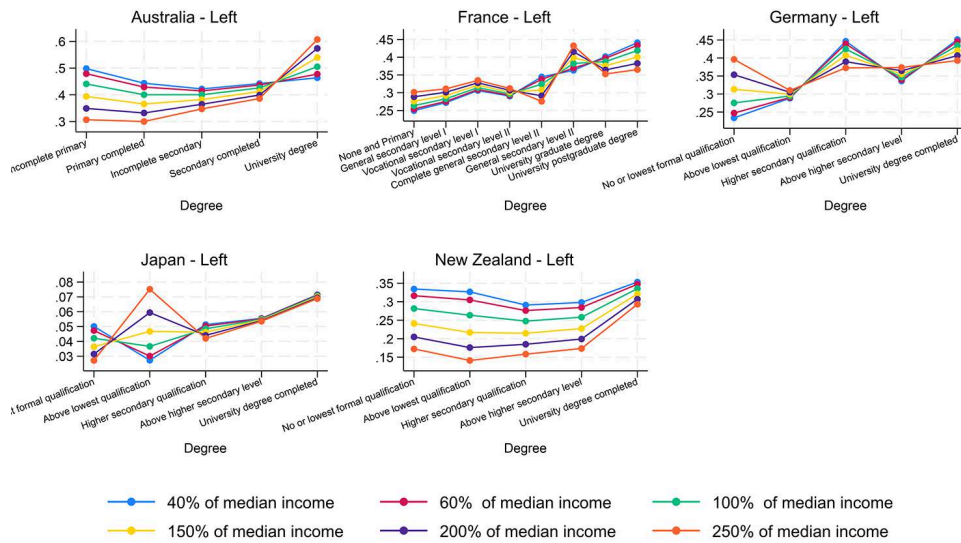 Australia - Left
.6
.5
.4
.3
ncomplete primary
Primary completed
Incomplete secondary
Secondary completed
University degree
Degree
France - Left
.45
.4
.35
.3
.25
None and Primary
General secondary level I
Vocational secondary level I
Vocational secondary level II
Complete general secondary level II
General secondary level II
University graduate degree
University postgraduate degree
Degree
Germany - Left
.45
.4
.35
.3
.25
No or lowest formal qualification
Above lowest qualification
Higher secondary qualification
Above higher secondary level
University degree completed
Degree
Japan - Left
.08
.07
.06
.05
.04
.03
t formal qualification
Above lowest qualification
Higher secondary qualification
Above higher secondary level
University degree completed
Degree
New Zealand - Left
.35
.3
.25
.2
.15
No or lowest formal qualification
Above lowest qualification
Higher secondary qualification
Above higher secondary level
University degree completed
Degree
40% of median income
60% of median income
100% of median income
150% of median income
200% of median income
250% of median income